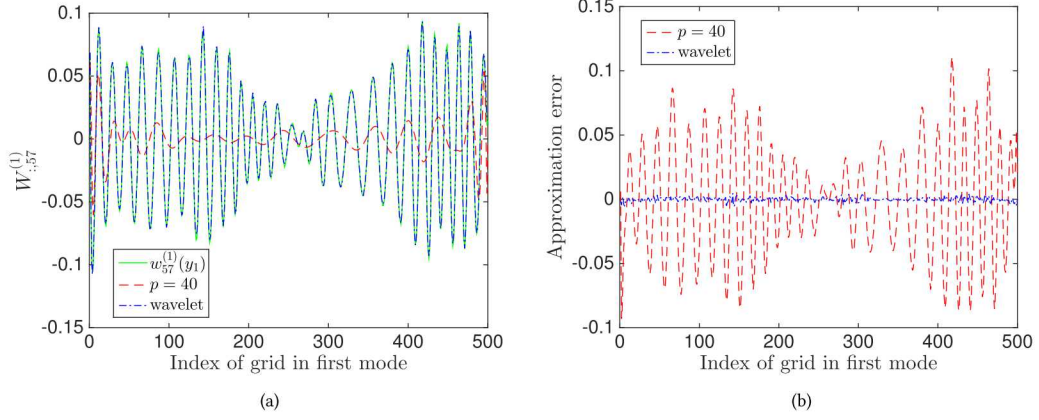 0.1
0.05
0
-0.05
-0.1
-0.15
W^{(1)}_{:,57}
w^{(1)}_{57}(y_1)
p = 40
wavelet
0 100 200 300 400 500
Index of grid in first mode
(a)
0.15
0.1
0.05
0
-0.05
-0.1
Approximation error
p = 40
wavelet
0 100 200 300 400 500
Index of grid in first mode
(b)